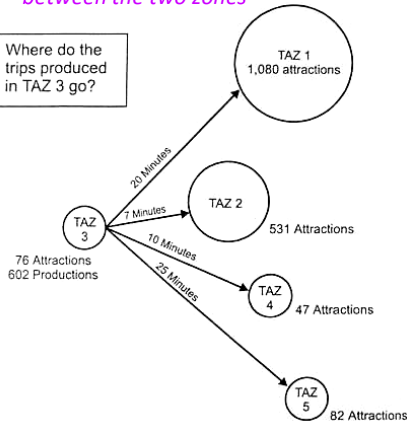 between the two zones
Where do the
trips produced
in TAZ 3 go?
TAZ 1
1,080 attractions
20 Minutes
7 Minutes
TAZ 2
531 Attractions
TAZ
3
76 Attractions
602 Productions
10 Minutes
25 Minutes
TAZ
4
47 Attractions
TAZ
5
82 Attractions